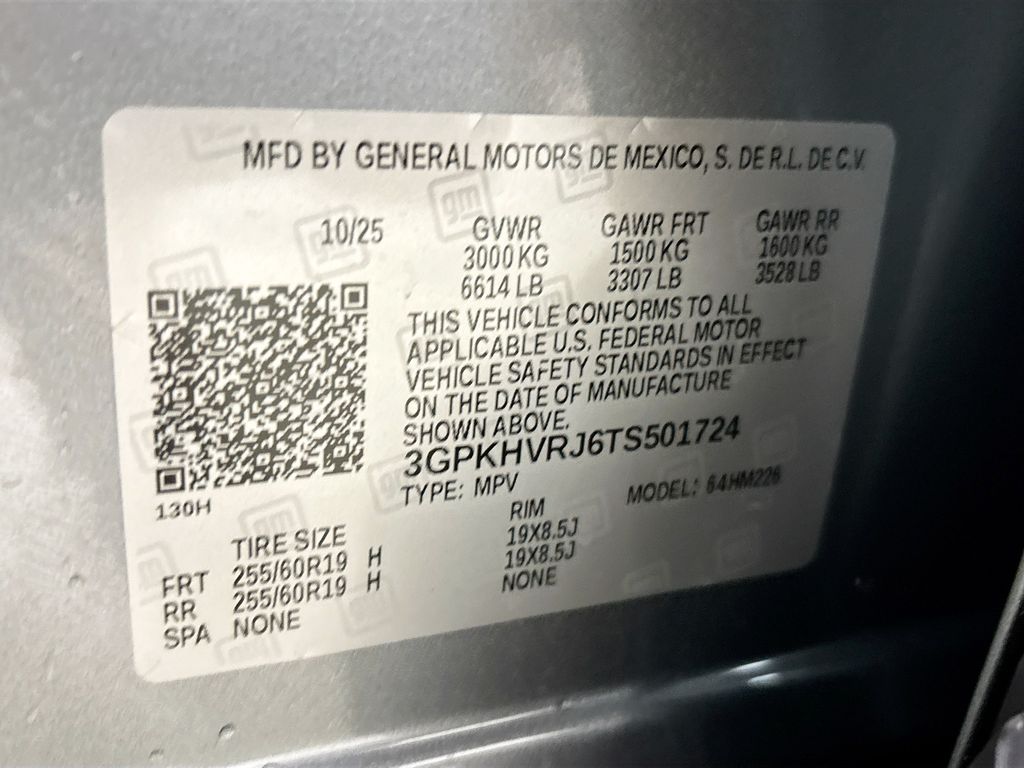 MFD BY GENERAL MOTORS DE MEXICO, S. DE R.L. DE C.V.
10/25 GVWR GAWR FRT GAWR RR
3000 KG 1500 KG 1600 KG
6614 LB 3307 LB 3528 LB
THIS VEHICLE CONFORMS TO ALL
APPLICABLE U.S. FEDERAL MOTOR
VEHICLE SAFETY STANDARDS IN EFFECT
ON THE DATE OF MANUFACTURE
SHOWN ABOVE.
3GPKHVRJ6TS501724
TYPE: MPV MODEL: 64HM226
130H
TIRE SIZE RIM
FRT 255/60R19 H 19X8.5J
RR 255/60R19 H 19X8.5J
SPA NONE NONE